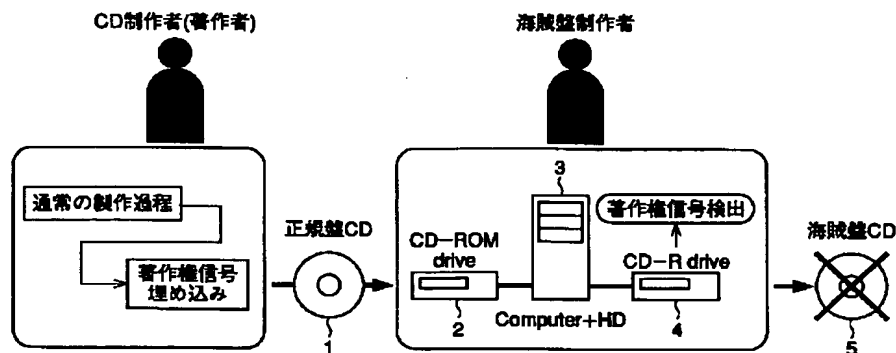 CD制作者(著作者)
海賊盤制作者
通常の製作過程
著作権信号
埋め込み
正規盤CD
1
CD-ROM
drive
2
3
Computer+HD
著作権信号検出
CD-R drive
4
海賊盤CD
5